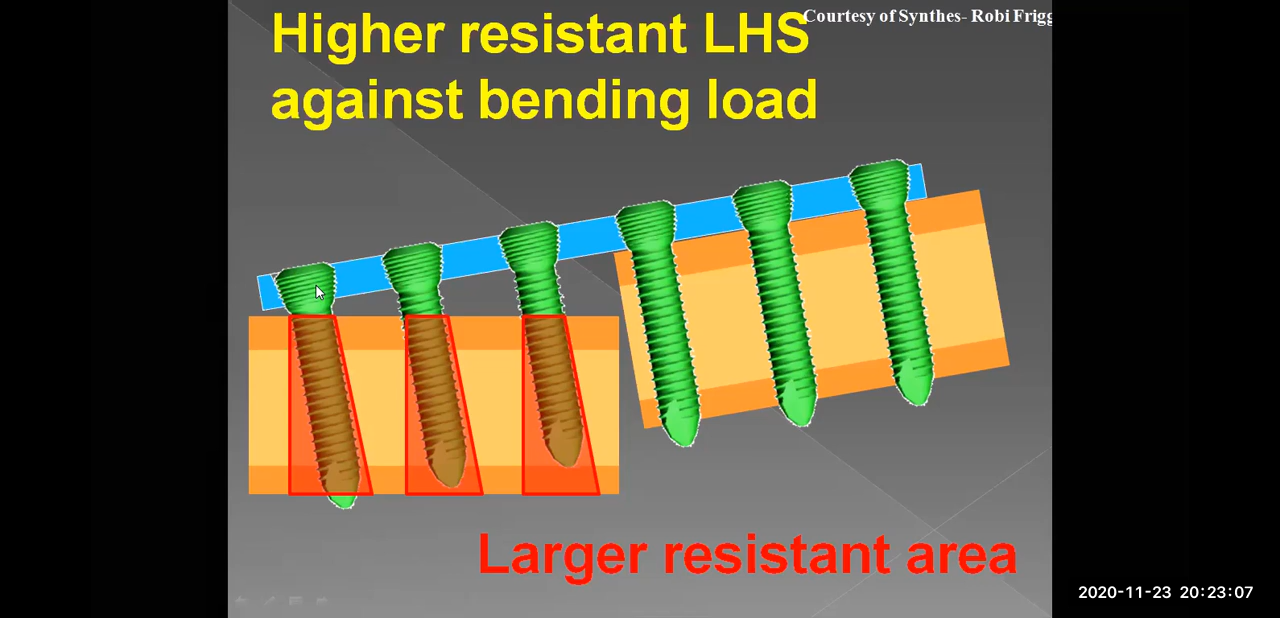 Courtesy of Synthes- Robi Frigg
Higher resistant LHS
against bending load
Larger resistant area
2020-11-23 20:23:07